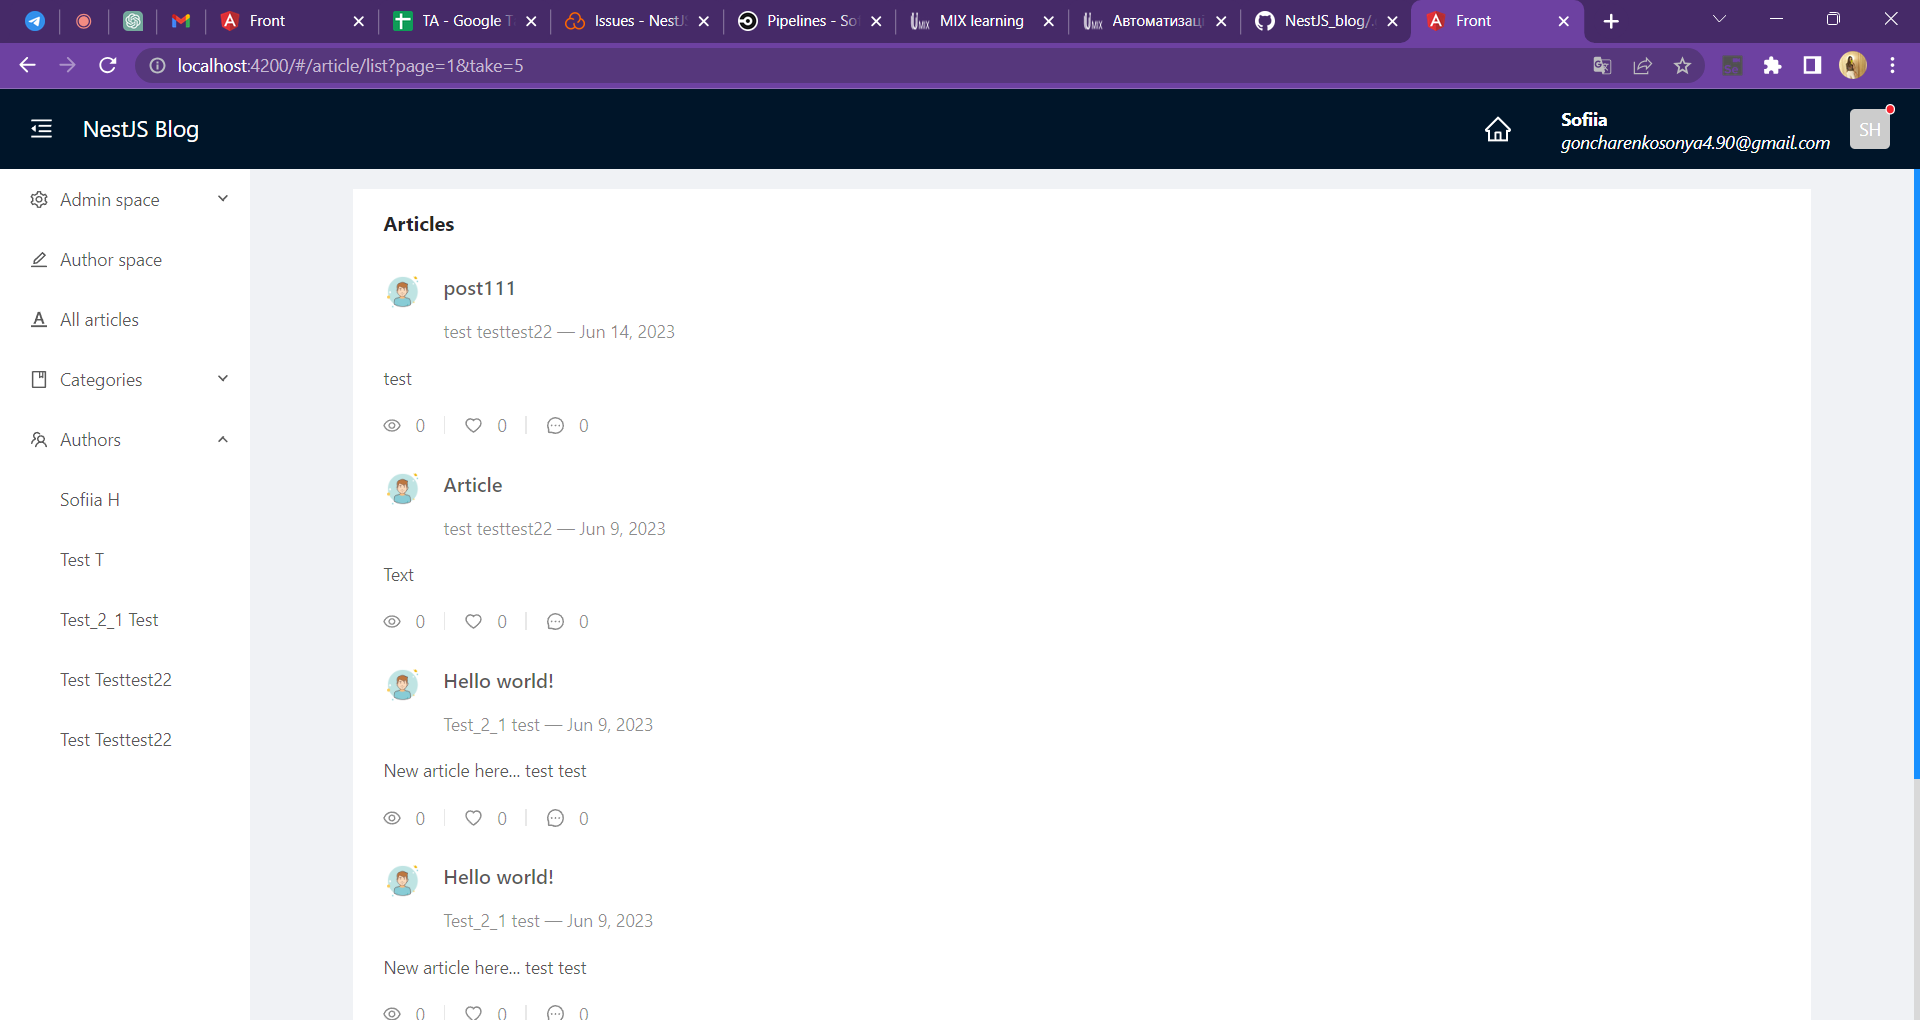 Front
TA - Google T
Issues - NestJS
Pipelines - So
MIX learning
Автоматизац
NestJS_blog/.
Front
localhost:4200/#/article/list?page=1&take=5
NestJS Blog
Sofiia
goncharenkosonya4.90@gmail.com
SH
Admin space
Author space
All articles
Categories
Authors
Sofiia H
Test T
Test_2_1 Test
Test Testtest22
Test Testtest22
Articles
post111
test testtest22 — Jun 14, 2023
test
0 0 0
Article
test testtest22 — Jun 9, 2023
Text
0 0 0
Hello world!
Test_2_1 test — Jun 9, 2023
New article here... test test
0 0 0
Hello world!
Test_2_1 test — Jun 9, 2023
New article here... test test
0 0 0